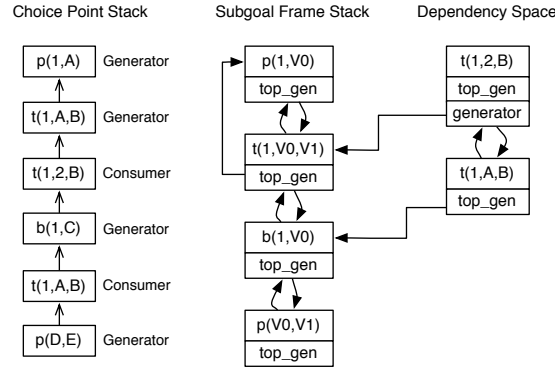 Choice Point Stack
p(1,A) Generator
t(1,A,B) Generator
t(1,2,B) Consumer
b(1,C) Generator
t(1,A,B) Consumer
p(D,E) Generator
Subgoal Frame Stack
p(1,V0)
top_gen
t(1,V0,V1)
top_gen
b(1,V0)
top_gen
p(V0,V1)
top_gen
Dependency Space
t(1,2,B)
top_gen
generator
t(1,A,B)
top_gen